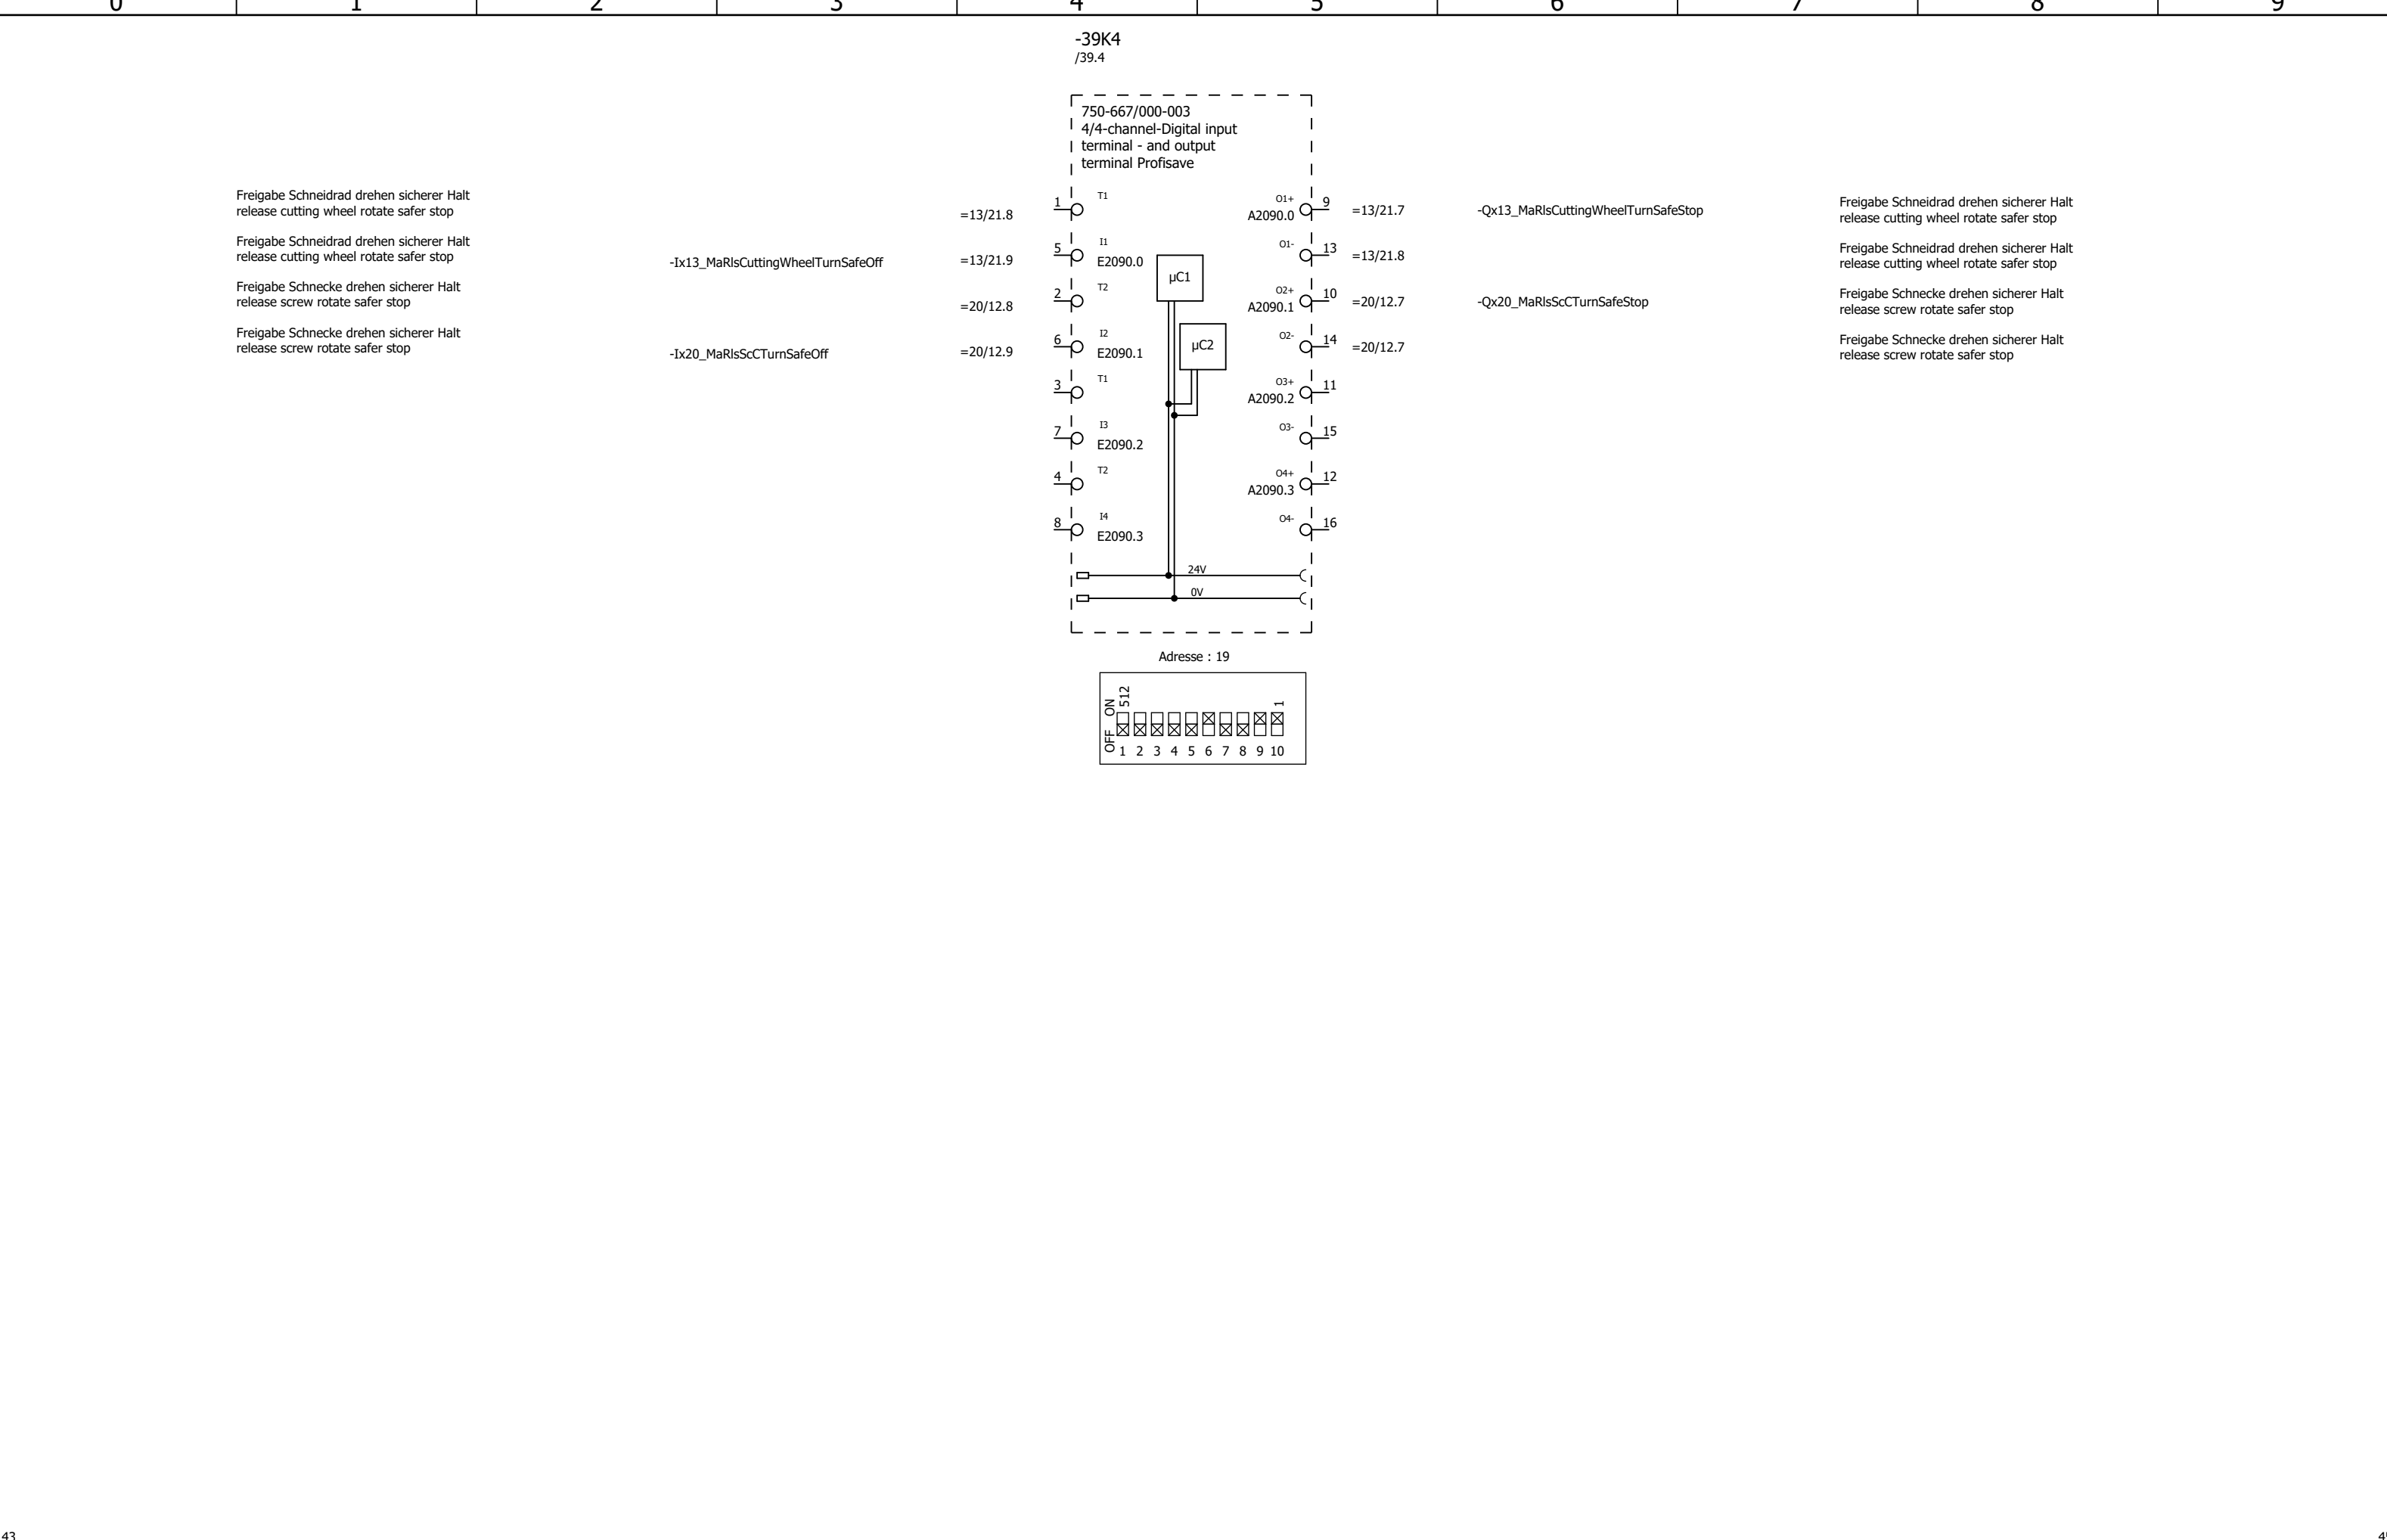 0 1 2 3 4 5 6 7 8 9
-39K4
/39.4
750-667/000-003
4/4-channel-Digital input
terminal - and output
terminal Profisave
Freigabe Schneidrad drehen sicherer Halt
release cutting wheel rotate safer stop
=13/21.8
1
T1
O1+
A2090.0
9
=13/21.7
-Qx13_MaRlsCuttingWheelTurnSafeStop
Freigabe Schneidrad drehen sicherer Halt
release cutting wheel rotate safer stop
Freigabe Schneidrad drehen sicherer Halt
release cutting wheel rotate safer stop
-Ix13_MaRlsCuttingWheelTurnSafeOff
=13/21.9
5
I1
E2090.0
µC1
O1-
13
=13/21.8
Freigabe Schneidrad drehen sicherer Halt
release cutting wheel rotate safer stop
Freigabe Schnecke drehen sicherer Halt
release screw rotate safer stop
=20/12.8
2
T2
O2+
A2090.1
10
=20/12.7
-Qx20_MaRlsScCTurnSafeStop
Freigabe Schnecke drehen sicherer Halt
release screw rotate safer stop
Freigabe Schnecke drehen sicherer Halt
release screw rotate safer stop
-Ix20_MaRlsScCTurnSafeOff
=20/12.9
6
I2
E2090.1
µC2
O2-
14
=20/12.7
Freigabe Schnecke drehen sicherer Halt
release screw rotate safer stop
3
T1
O3+
A2090.2
11
7
I3
E2090.2
O3-
15
4
T2
O4+
A2090.3
12
8
I4
E2090.3
O4-
16
24V
0V
Adresse : 19
OFF ON
512
1
1 2 3 4 5 6 7 8 9 10
43